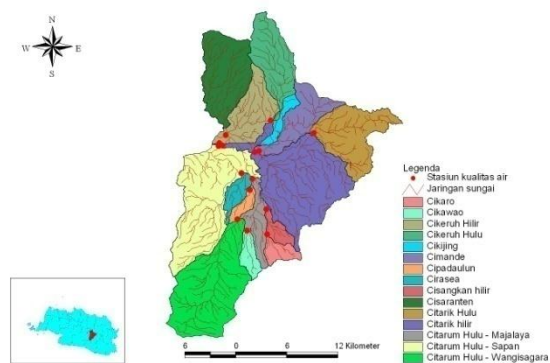 N
W E
S
Legenda
Stasiun kualitas air
Jaringan sungai
Cikaro
Cikawao
Cikeruh Hilir
Cikeruh Hulu
Cikijing
Cimande
Cipadaulun
Cirasea
Cisangkan hilir
Cisaranten
Citarik Hulu
Citarik hilir
Citarum Hulu - Majalaya
Citarum Hulu - Sapan
Citarum Hulu - Wangisagara
6 0 6 12 Kilometer